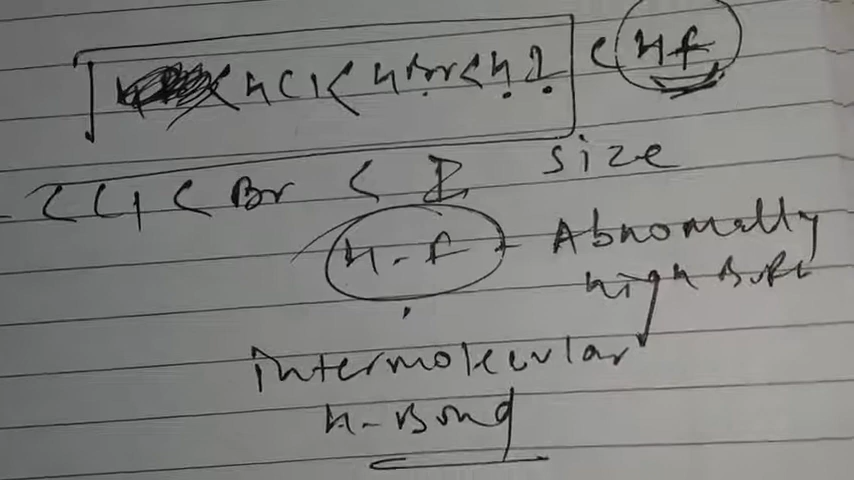 < HCl < HBr < HI < HF
- < Cl < Br < I size
H-F - Abnormally
high B.Pt
intermolecular
H-Bond